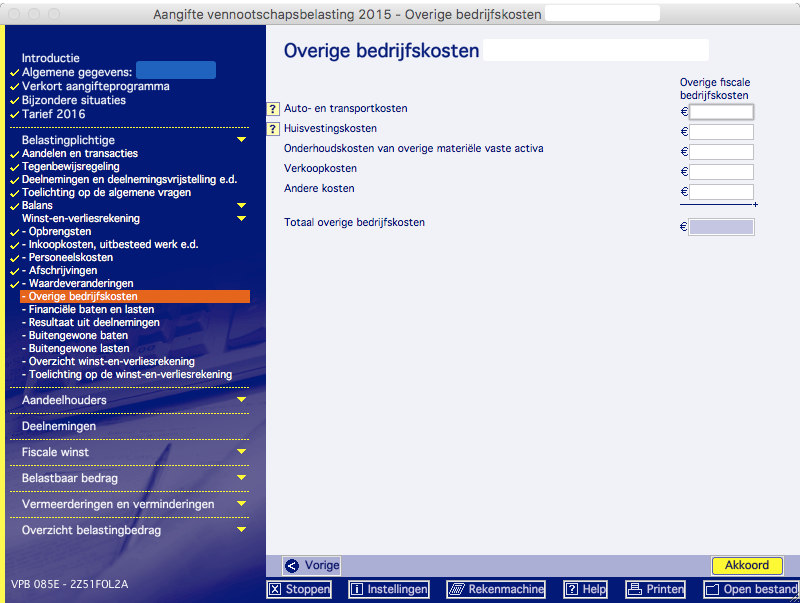 Aangifte vennootschapsbelasting 2015 - Overige bedrijfskosten
Introductie
Algemene gegevens:
Verkort aangifteprogramma
Bijzondere situaties
Tarief 2016
Belastingplichtige
Aandelen en transacties
Tegenbewijsregeling
Deelnemingen en deelnemingsvrijstelling e.d.
Toelichting op de algemene vragen
Balans
Winst-en-verliesrekening
- Opbrengsten
- Inkoopkosten, uitbesteed werk e.d.
- Personeelskosten
- Afschrijvingen
- Waardeveranderingen
- Overige bedrijfskosten
- Financiële baten en lasten
- Resultaat uit deelnemingen
- Buitengewone baten
- Buitengewone lasten
- Overzicht winst-en-verliesrekening
- Toelichting op de winst-en-verliesrekening
Aandeelhouders
Deelnemingen
Fiscale winst
Belastbaar bedrag
Vermeerderingen en verminderingen
Overzicht belastingbedrag
VPB 085E - 2Z51FOL2A
Overige bedrijfskosten
Overige fiscale
bedrijfskosten
? Auto- en transportkosten €
? Huisvestingskosten €
Onderhoudskosten van overige materiële vaste activa €
Verkoopkosten €
Andere kosten €
+
Totaal overige bedrijfskosten €
< Vorige
Akkoord
X Stoppen
i Instellingen
Rekenmachine
? Help
Printen
Open bestand